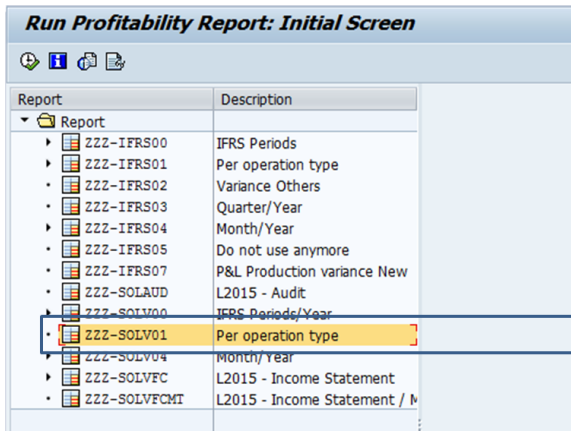 Run Profitability Report: Initial Screen
Report Description
Report
ZZZ-IFRS00 IFRS Periods
ZZZ-IFRS01 Per operation type
ZZZ-IFRS02 Variance Others
ZZZ-IFRS03 Quarter/Year
ZZZ-IFRS04 Month/Year
ZZZ-IFRS05 Do not use anymore
ZZZ-IFRS07 P&L Production variance New
ZZZ-SOLAUD L2015 - Audit
ZZZ-SOLV00 IFRS Periods/Year
ZZZ-SOLV01 Per operation type
ZZZ-SOLV04 Month/Year
ZZZ-SOLVFC L2015 - Income Statement
ZZZ-SOLVFCMT L2015 - Income Statement / M